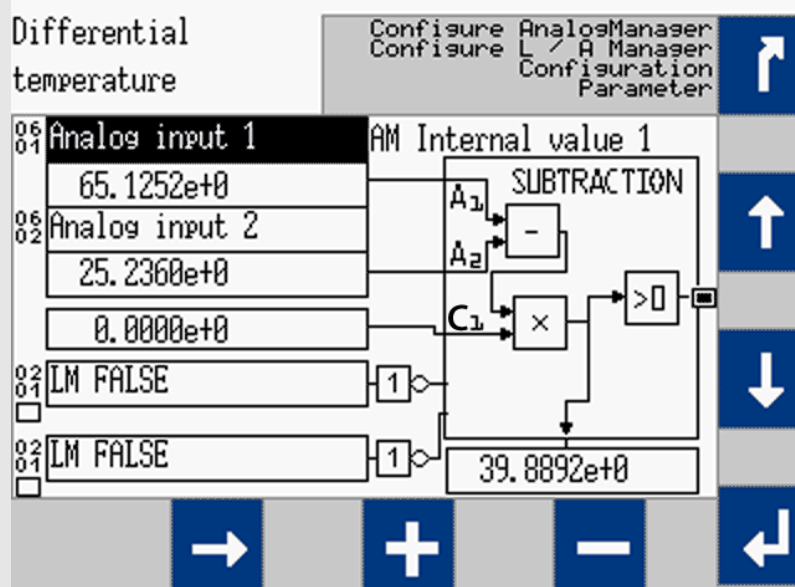 Differential
temperature
Configure AnalogManager
Configure L / A Manager
Configuration
Parameter
06
01
Analog input 1
AM Internal value 1
65.1252e+0
SUBTRACTION
A1
06
02
Analog input 2
-
A2
25.2360e+0
>0
0.0000e+0
C1
×
02
01
LM FALSE
1
02
01
LM FALSE
1
39.8892e+0